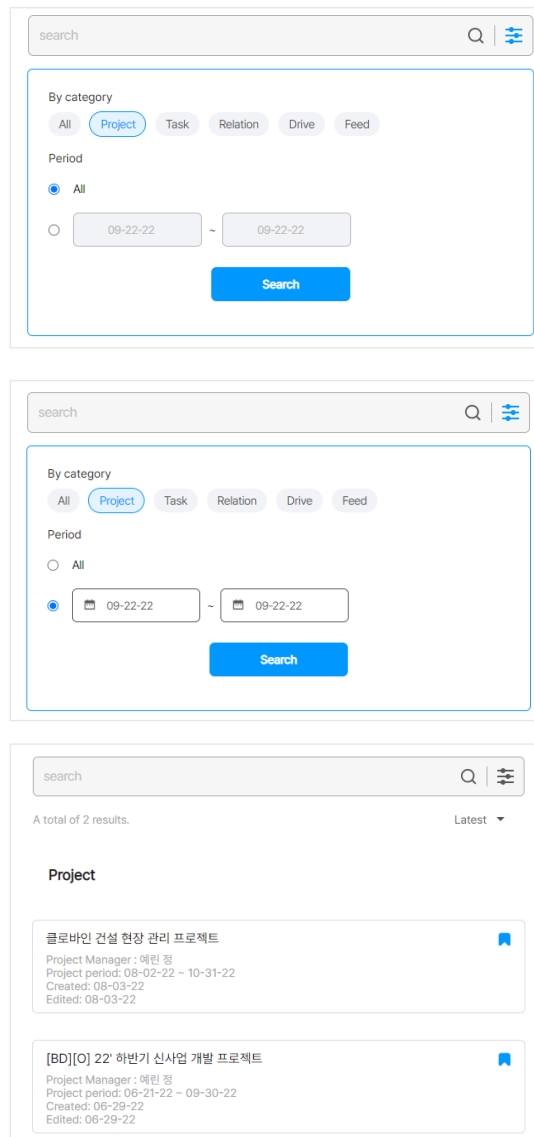 search
By category
All Project Task Relation Drive Feed
Period
All
09-22-22 ~ 09-22-22
Search
search
By category
All Project Task Relation Drive Feed
Period
All
09-22-22 ~ 09-22-22
Search
search
A total of 2 results. Latest
Project
클로바인 건설 현장 관리 프로젝트
Project Manager : 예린 정
Project period: 08-02-22 ~ 10-31-22
Created: 08-03-22
Edited: 08-03-22
[BD][O] 22' 하반기 신사업 개발 프로젝트
Project Manager : 예린 정
Project period: 06-21-22 ~ 09-30-22
Created: 06-29-22
Edited: 06-29-22